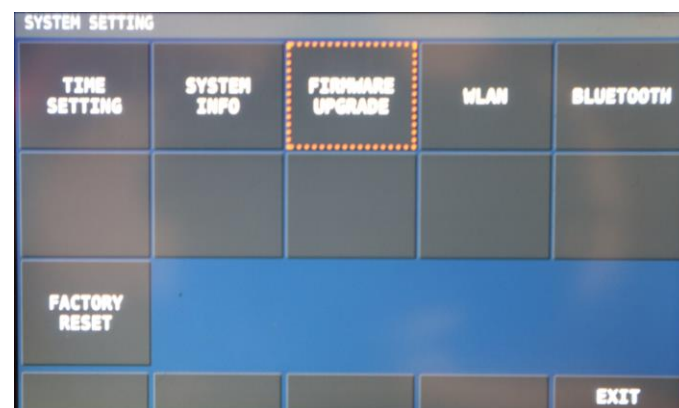 SYSTEM SETTING
TIME
SETTING
SYSTEM
INFO
FIRMWARE
UPGRADE
WLAN
BLUETOOTH
FACTORY
RESET
EXIT